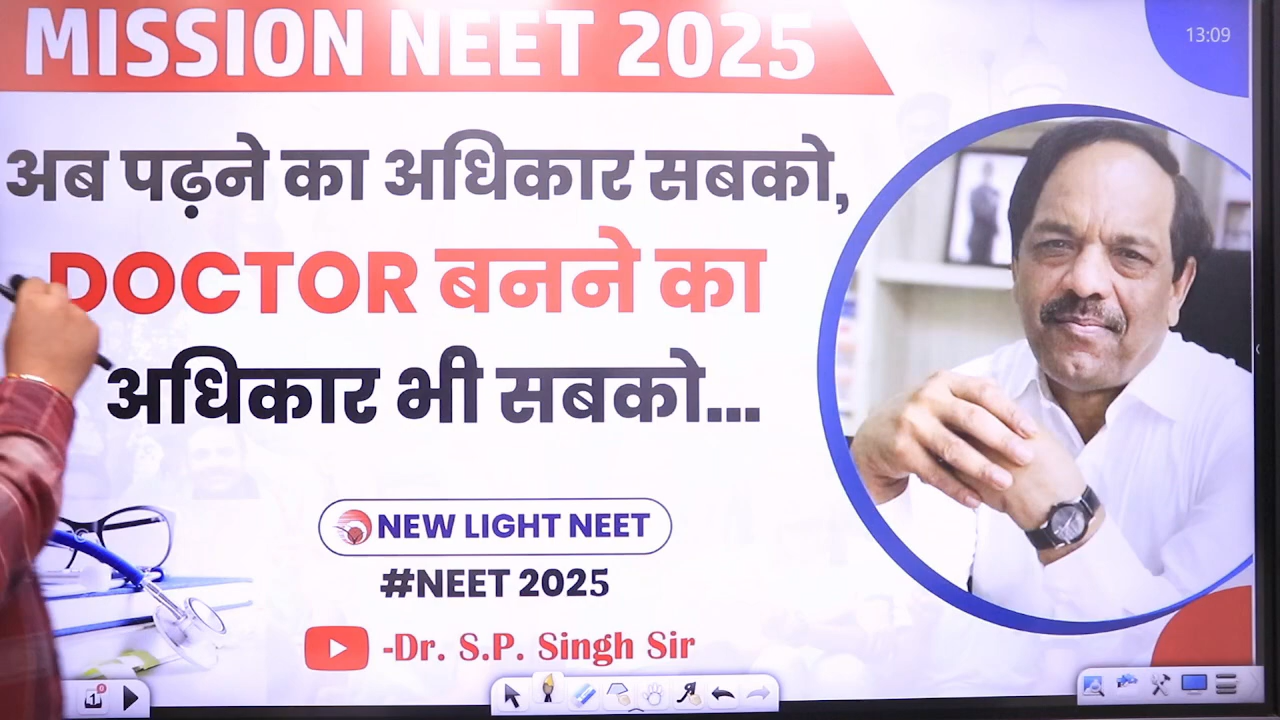 MISSION NEET 2025
13:09
अब पढ़ने का अधिकार सबको,
DOCTOR बनने का
अधिकार भी सबको...
NEW LIGHT NEET
#NEET 2025
-Dr. S.P. Singh Sir